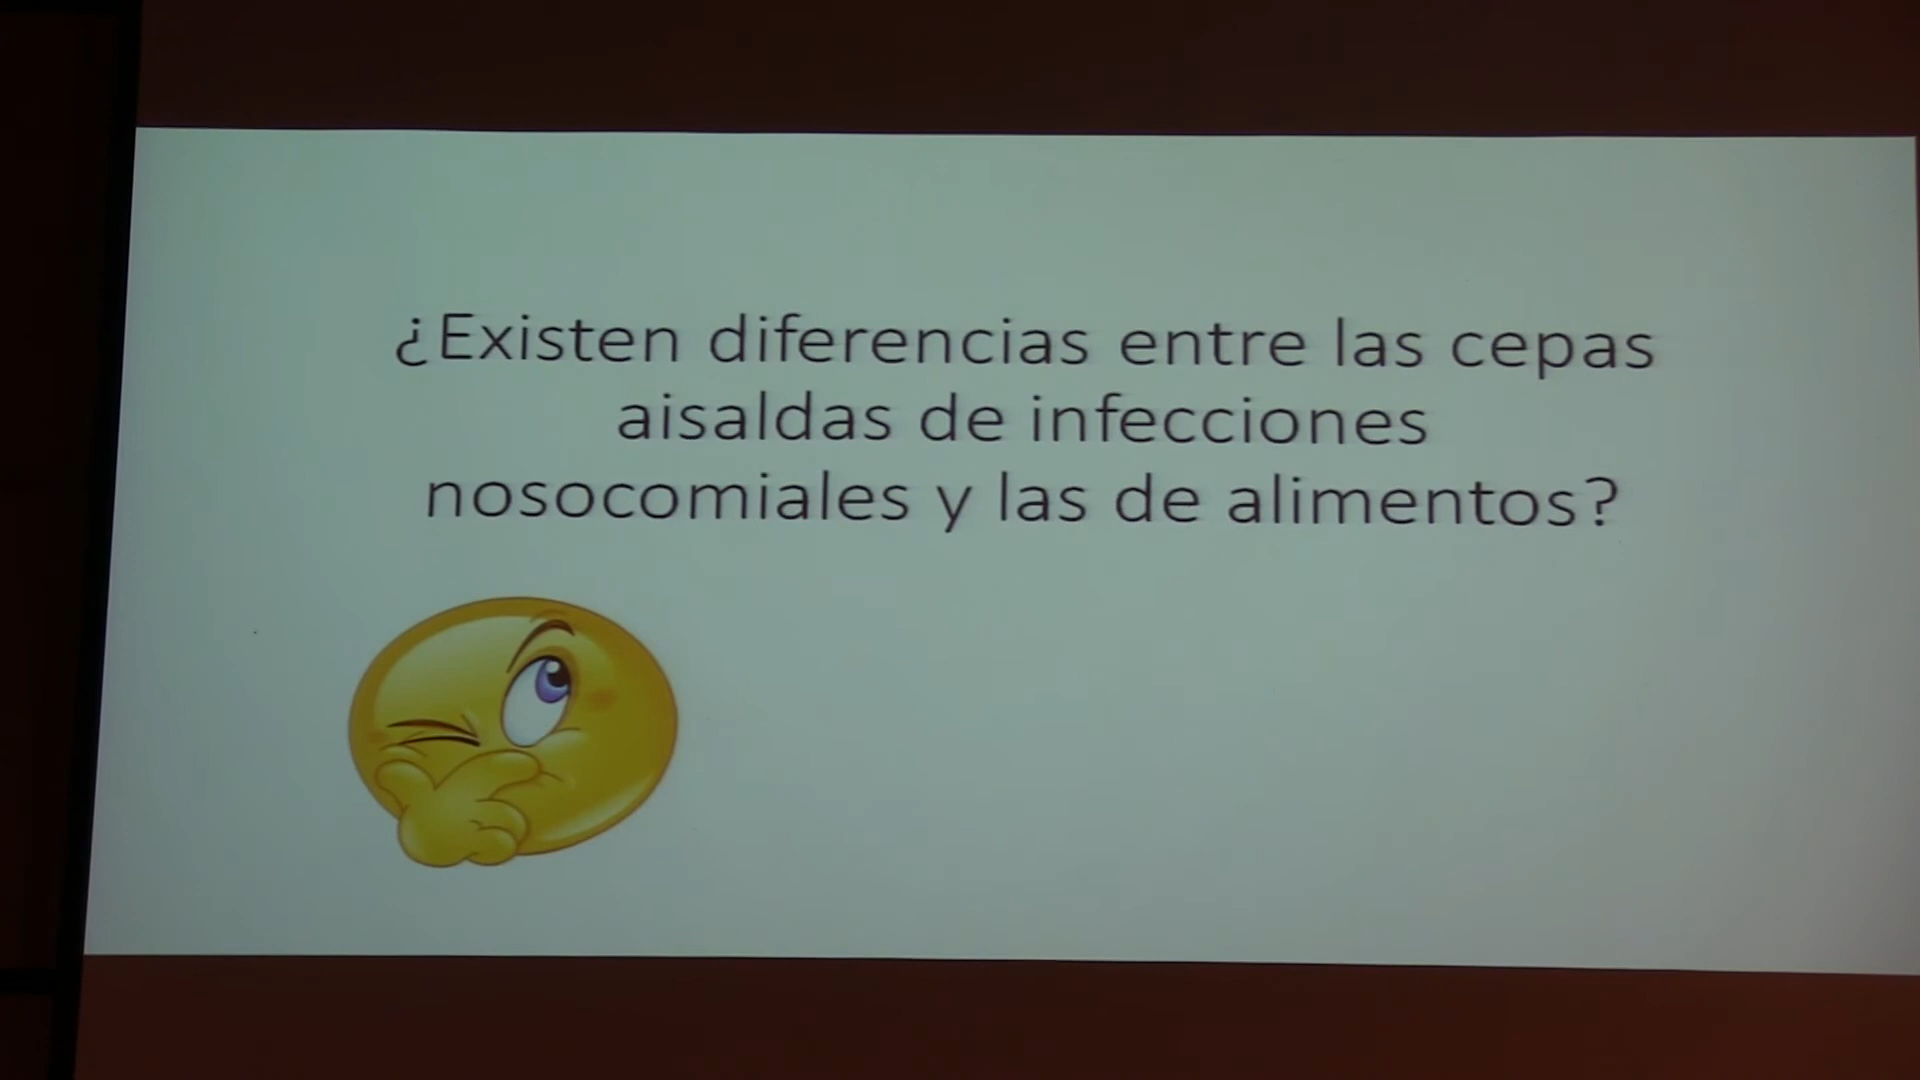 ¿Existen diferencias entre las cepas
aisaldas de infecciones
nosocomiales y las de alimentos?